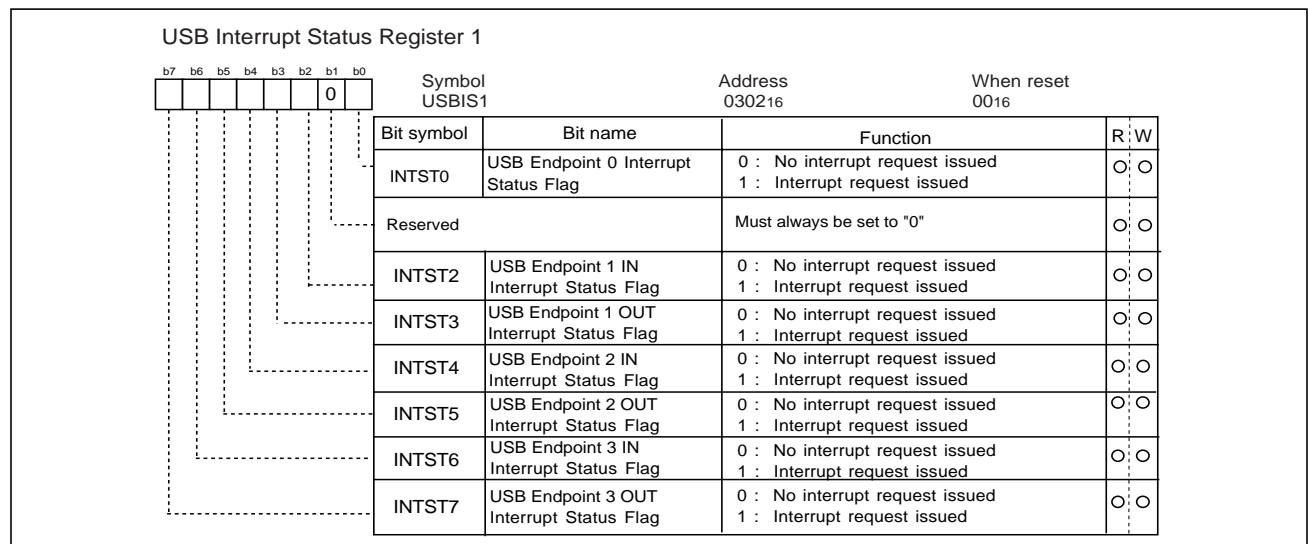 USB Interrupt Status Register 1
b7 b6 b5 b4 b3 b2 b1 b0
0
Symbol Address When reset
USBIS1 030216 0016
Bit symbol Bit name Function R W
INTST0 USB Endpoint 0 Interrupt Status Flag 0 : No interrupt request issued 1 : Interrupt request issued O O
Reserved Must always be set to "0" O O
INTST2 USB Endpoint 1 IN Interrupt Status Flag 0 : No interrupt request issued 1 : Interrupt request issued O O
INTST3 USB Endpoint 1 OUT Interrupt Status Flag 0 : No interrupt request issued 1 : Interrupt request issued O O
INTST4 USB Endpoint 2 IN Interrupt Status Flag 0 : No interrupt request issued 1 : Interrupt request issued O O
INTST5 USB Endpoint 2 OUT Interrupt Status Flag 0 : No interrupt request issued 1 : Interrupt request issued O O
INTST6 USB Endpoint 3 IN Interrupt Status Flag 0 : No interrupt request issued 1 : Interrupt request issued O O
INTST7 USB Endpoint 3 OUT Interrupt Status Flag 0 : No interrupt request issued 1 : Interrupt request issued O O